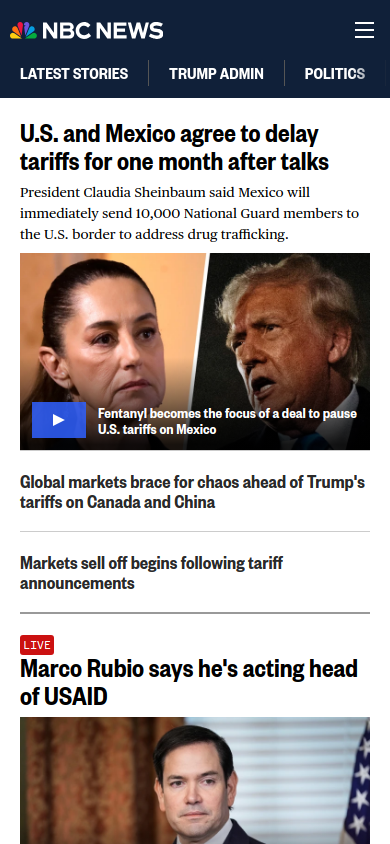 NBC NEWS
LATEST STORIES
TRUMP ADMIN
POLITICS
U.S. and Mexico agree to delay
tariffs for one month after talks
President Claudia Sheinbaum said Mexico will
immediately send 10,000 National Guard members to
the U.S. border to address drug trafficking.
Fentanyl becomes the focus of a deal to pause
U.S. tariffs on Mexico
Global markets brace for chaos ahead of Trump's
tariffs on Canada and China
Markets sell off begins following tariff
announcements
LIVE
Marco Rubio says he's acting head
of USAID